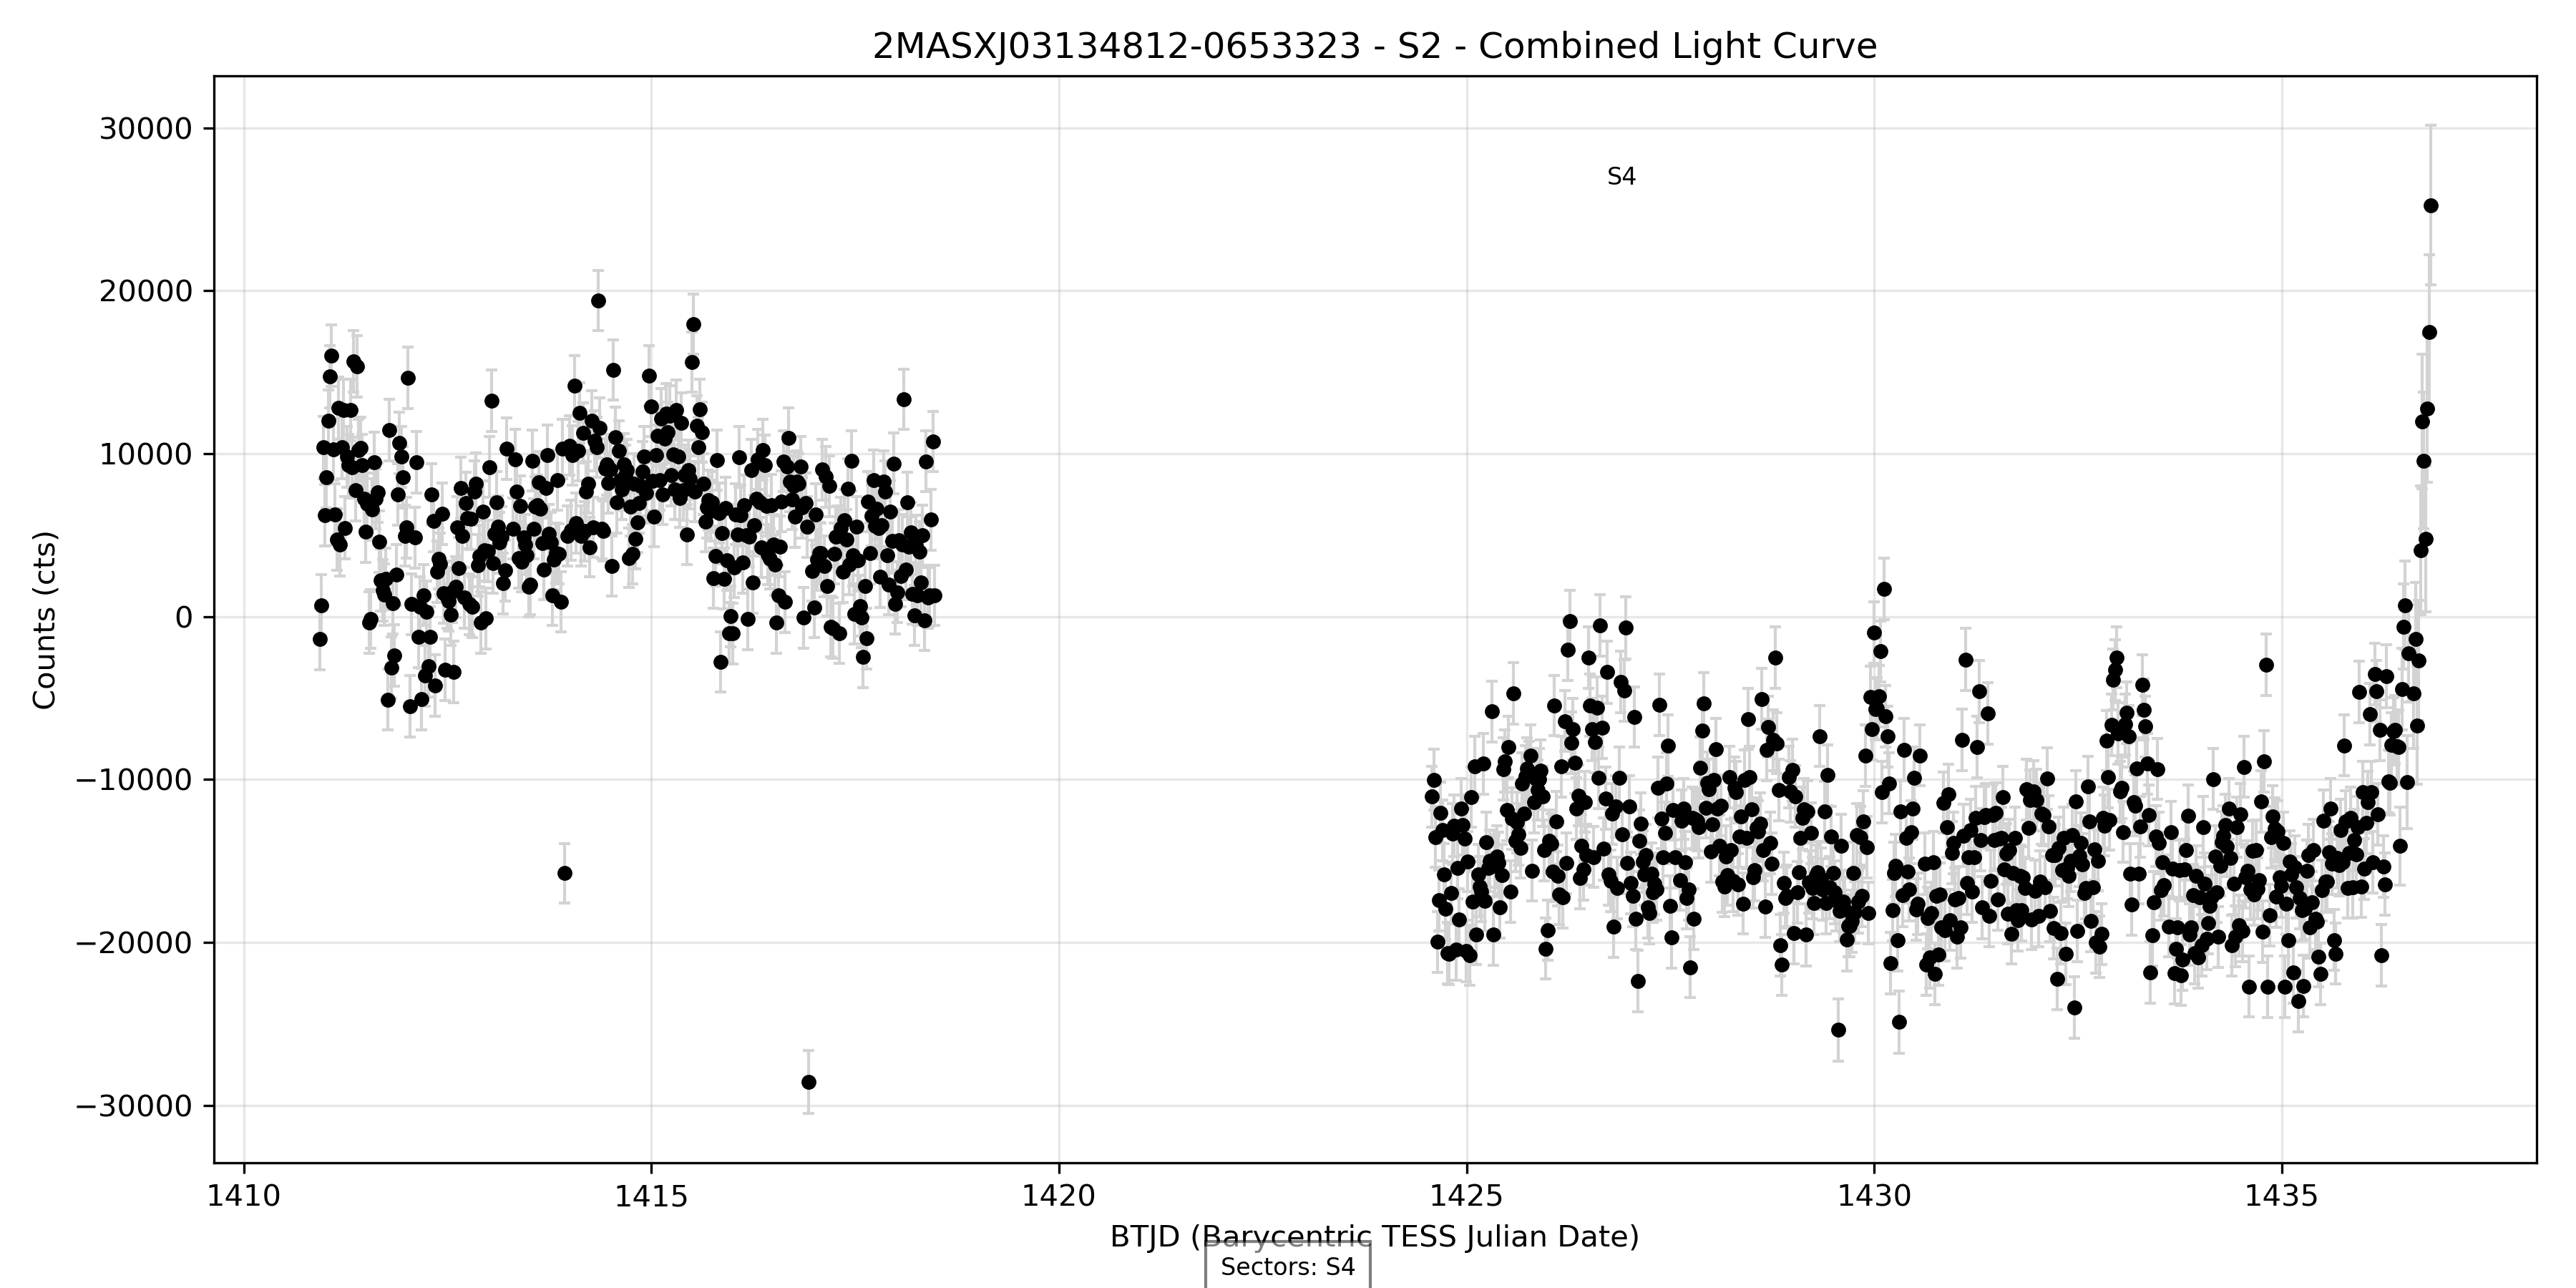 2MASXJ03134812-0653323 - S2 - Combined Light Curve
30000
20000
10000
0
−10000
−20000
−30000
Counts (cts)
S4
1410
1415
1420
1425
1430
1435
BTJD (Barycentric TESS Julian Date)
Sectors: S4